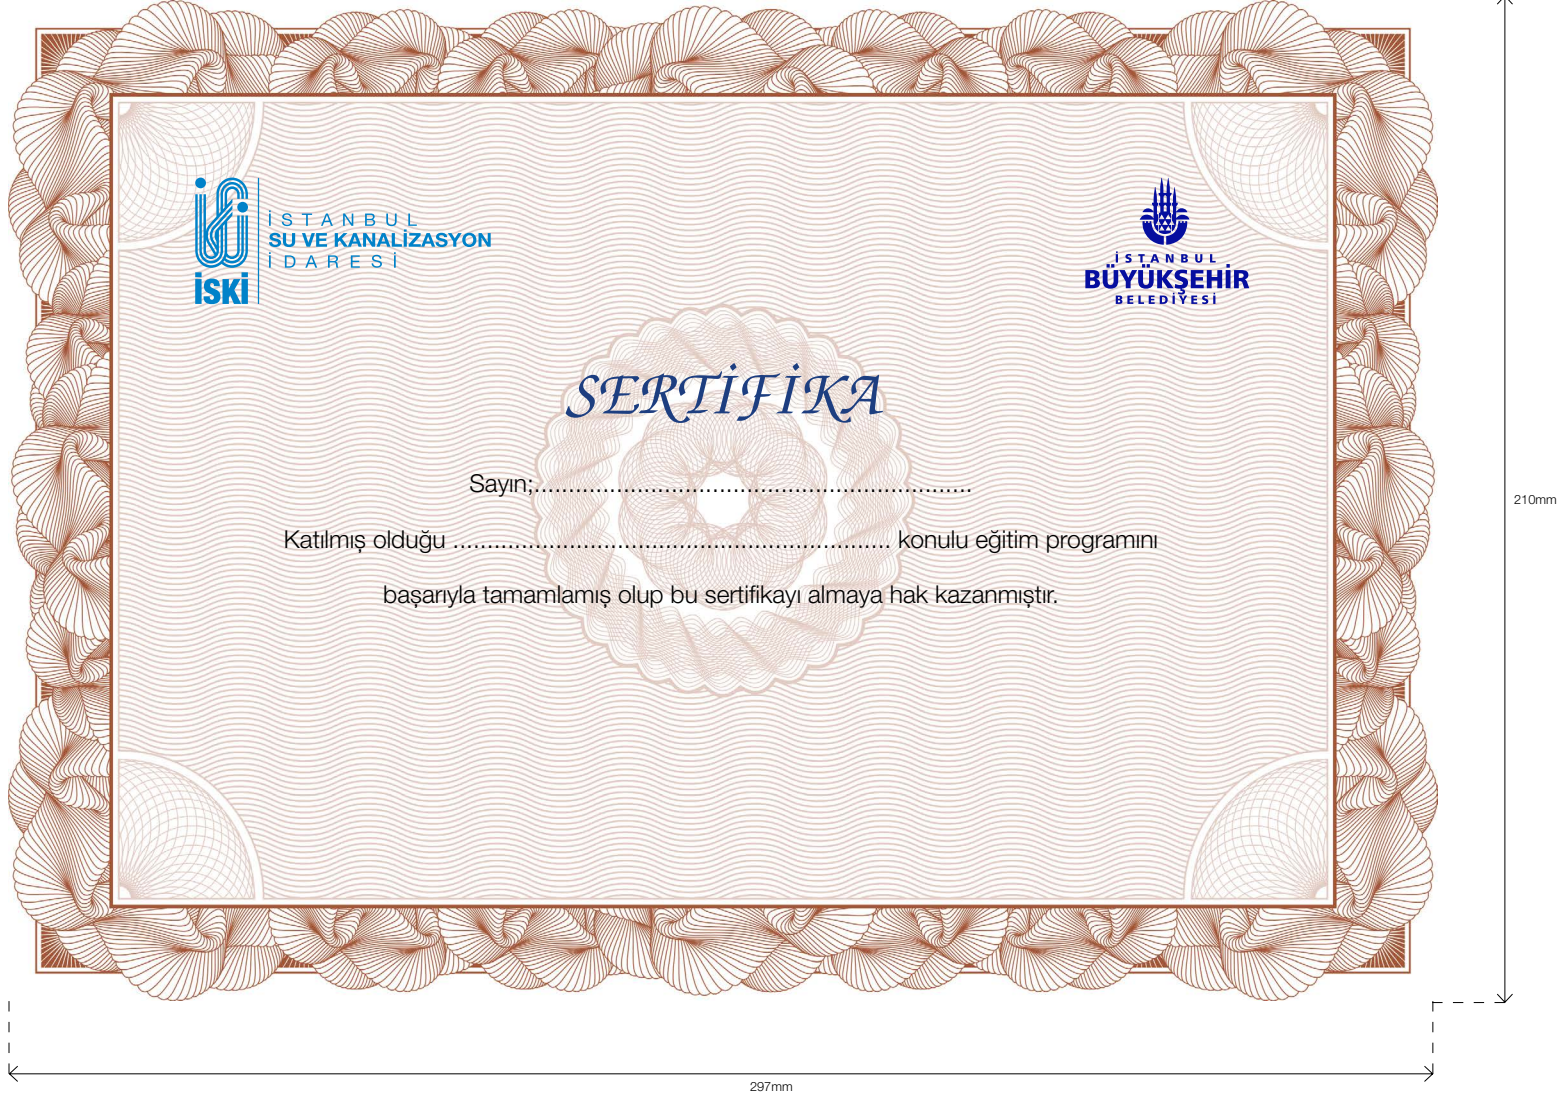 İSTANBUL
SU VE KANALİZASYON
İDARESİ
İSKİ
İSTANBUL
BÜYÜKŞEHİR
BELEDİYESİ
SERTİFİKA
Sayın;................................................................
Katılmış olduğu ................................................................ konulu eğitim programını
başarıyla tamamlamış olup bu sertifikayı almaya hak kazanmıştır.
210mm
297mm